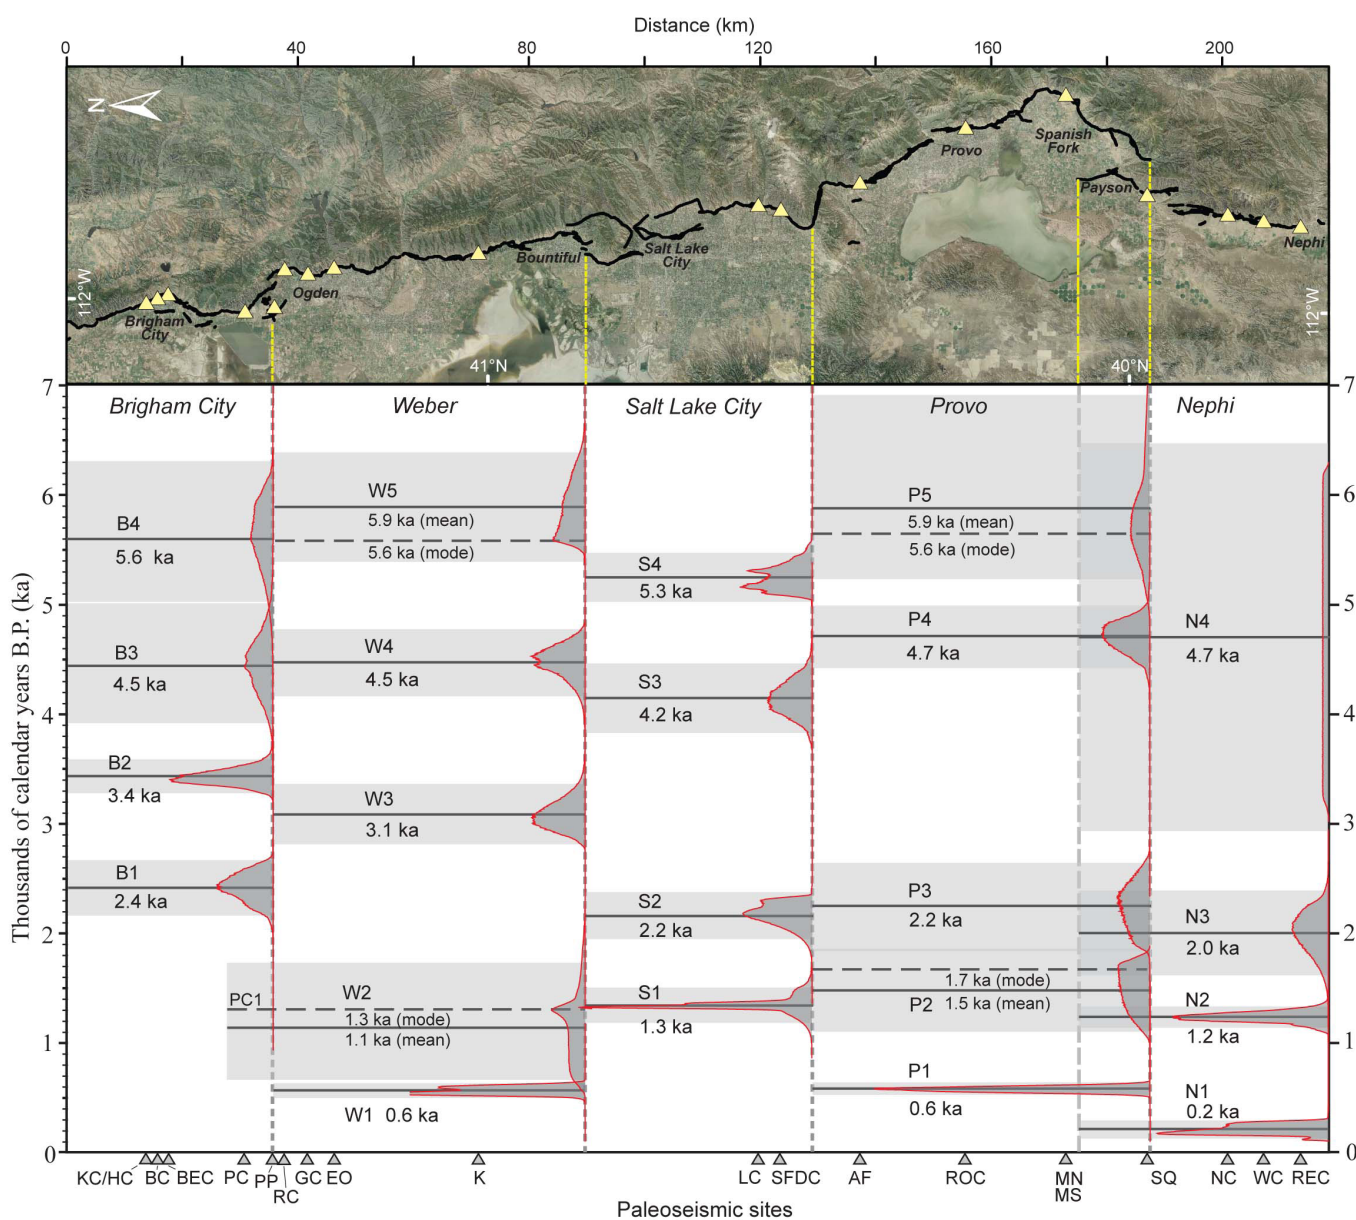 Distance (km)
0 40 80 120 160 200
N
Provo
Spanish
Fork
Payson
Nephi
Bountiful
Salt Lake
City
Ogden
Brigham
City
112°W
112°W
41°N
40°N
7 7
Brigham City Weber Salt Lake City Provo Nephi
6 6
5 5
4 4
3 3
2 2
1 1
0 0
Thousands of calendar years B.P. (ka)
B4
5.6 ka
B3
4.5 ka
B2
3.4 ka
B1
2.4 ka
PC1
W5
5.9 ka (mean)
5.6 ka (mode)
W4
4.5 ka
W3
3.1 ka
W2
1.3 ka (mode)
1.1 ka (mean)
W1 0.6 ka
S4
5.3 ka
S3
4.2 ka
S2
2.2 ka
S1
1.3 ka
P5
5.9 ka (mean)
5.6 ka (mode)
P4
4.7 ka
P3
2.2 ka
1.7 ka (mode)
P2 1.5 ka (mean)
P1
0.6 ka
N4
4.7 ka
N3
2.0 ka
N2
1.2 ka
N1
0.2 ka
KC/HC BC BEC PC PP RC GC EO K LC SFDC AF ROC MN SQ NC WC REC
MS
Paleoseismic sites